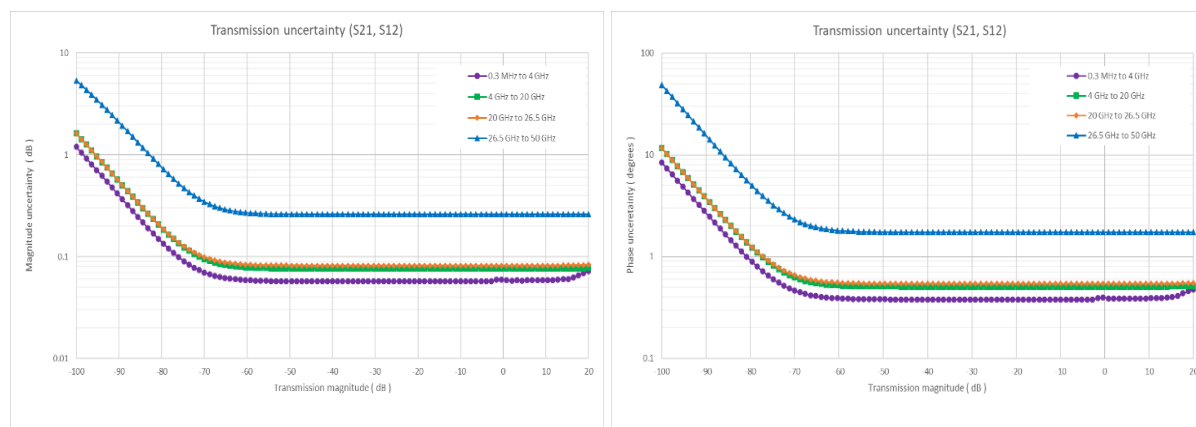 Transmission uncertainty (S21, S12)
10
1
0.1
0.01
Magnitude uncertainty ( dB )
0.3 MHz to 4 GHz
4 GHz to 20 GHz
20 GHz to 26.5 GHz
26.5 GHz to 50 GHz
-100 -90 -80 -70 -60 -50 -40 -30 -20 -10 0 10 20
Transmission magnitude ( dB )
Transmission uncertainty (S21, S12)
100
10
1
0.1
Phase unceretainty ( degrees )
0.3 MHz to 4 GHz
4 GHz to 20 GHz
20 GHz to 26.5 GHz
26.5 GHz to 50 GHz
-100 90 -80 -70 -60 -50 -40 -30 -20 -10 0 10 20
Transmission magnitude ( dB )